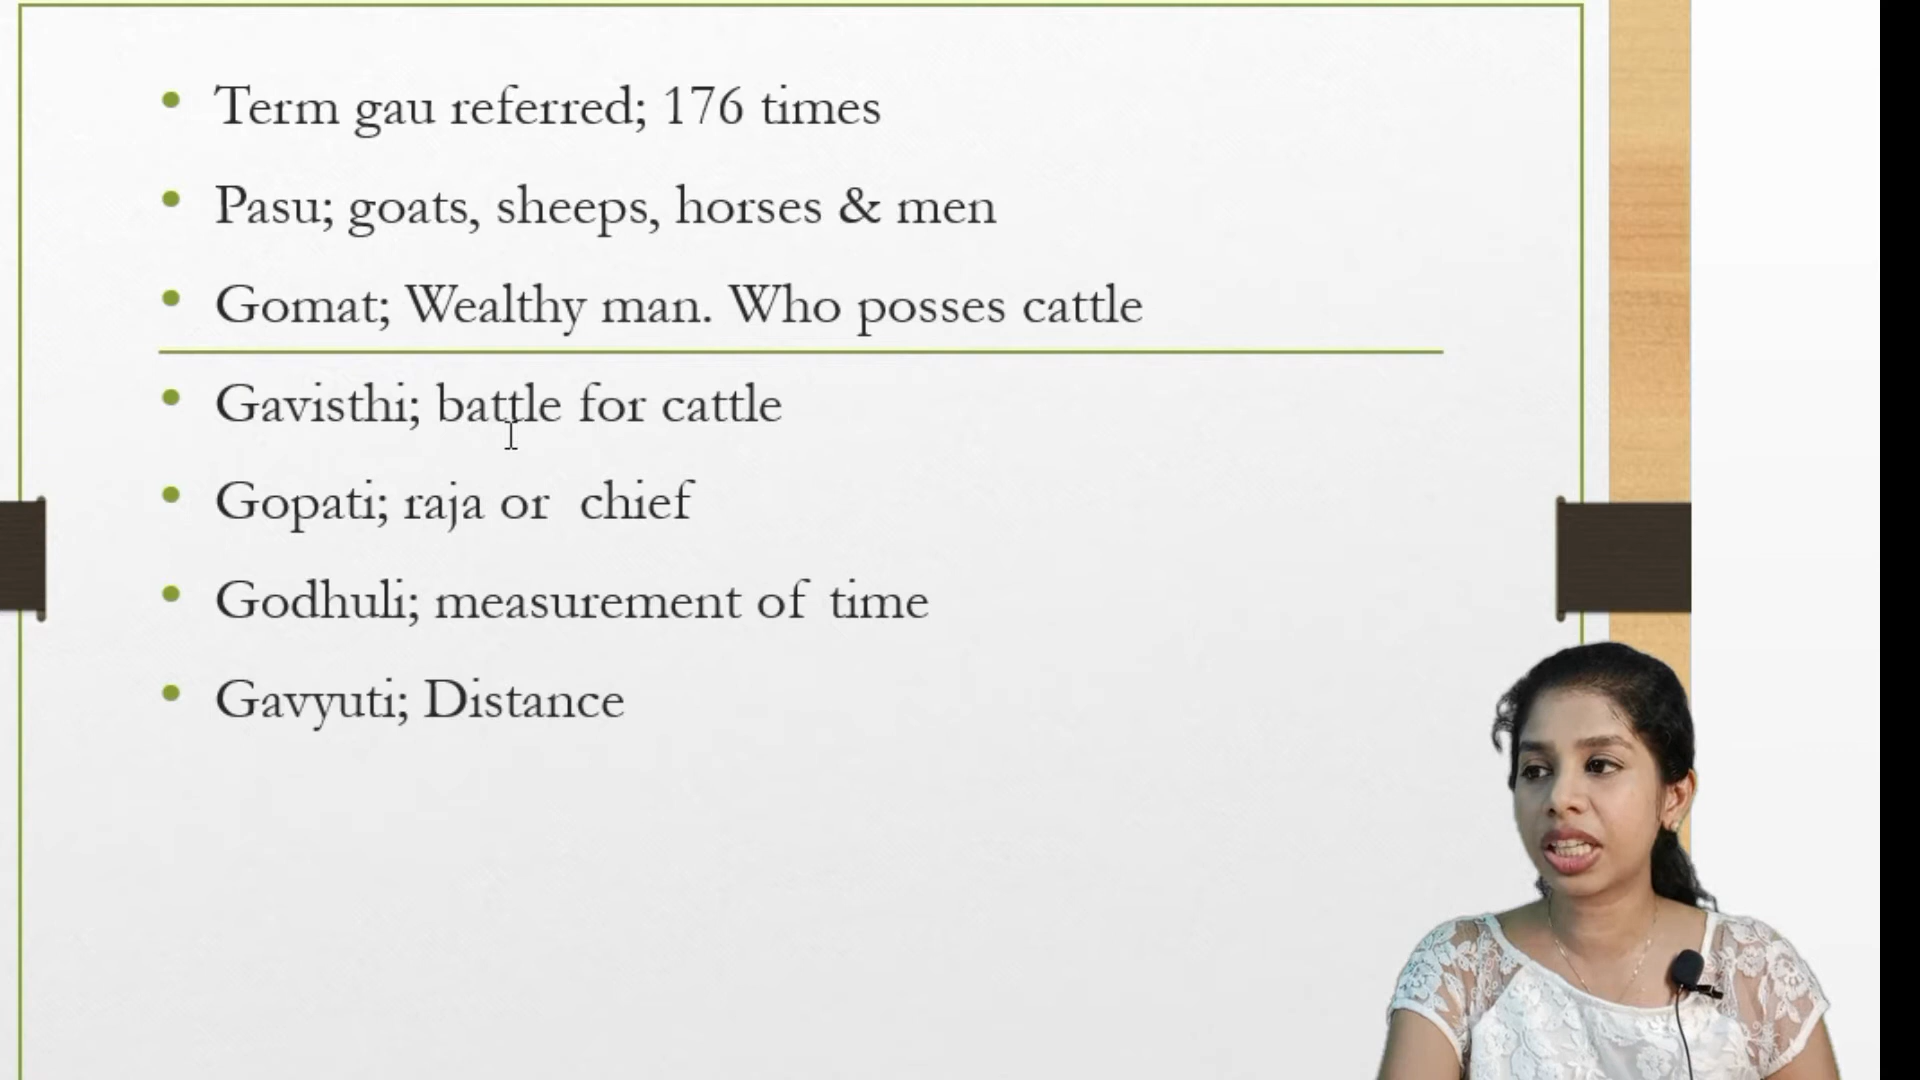 Term gau referred; 176 times
Pasu; goats, sheeps, horses & men
Gomat; Wealthy man. Who posses cattle
Gavisthi; battle for cattle
Gopati; raja or chief
Godhuli; measurement of time
Gavyuti; Distance